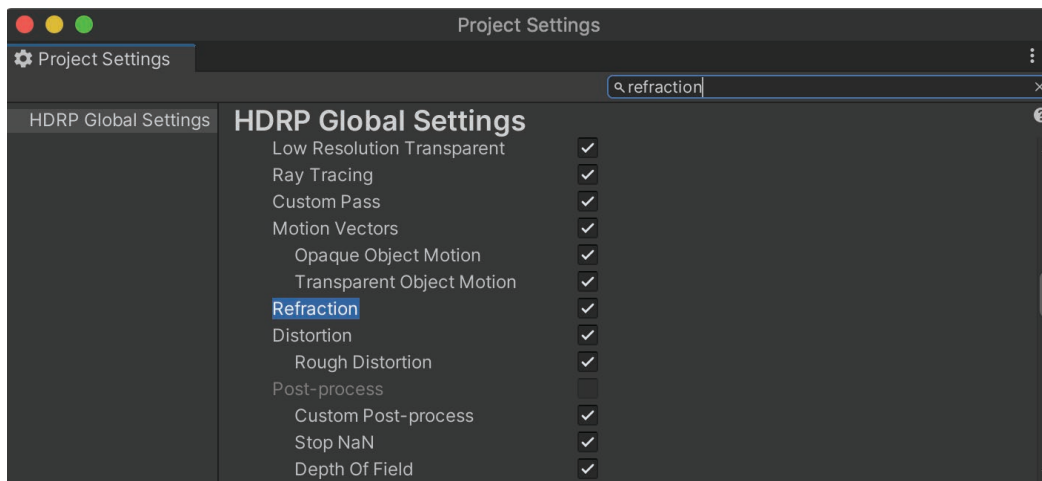 Project Settings
Project Settings
refraction
HDRP Global Settings
HDRP Global Settings
Low Resolution Transparent
Ray Tracing
Custom Pass
Motion Vectors
Opaque Object Motion
Transparent Object Motion
Refraction
Distortion
Rough Distortion
Post-process
Custom Post-process
Stop NaN
Depth Of Field